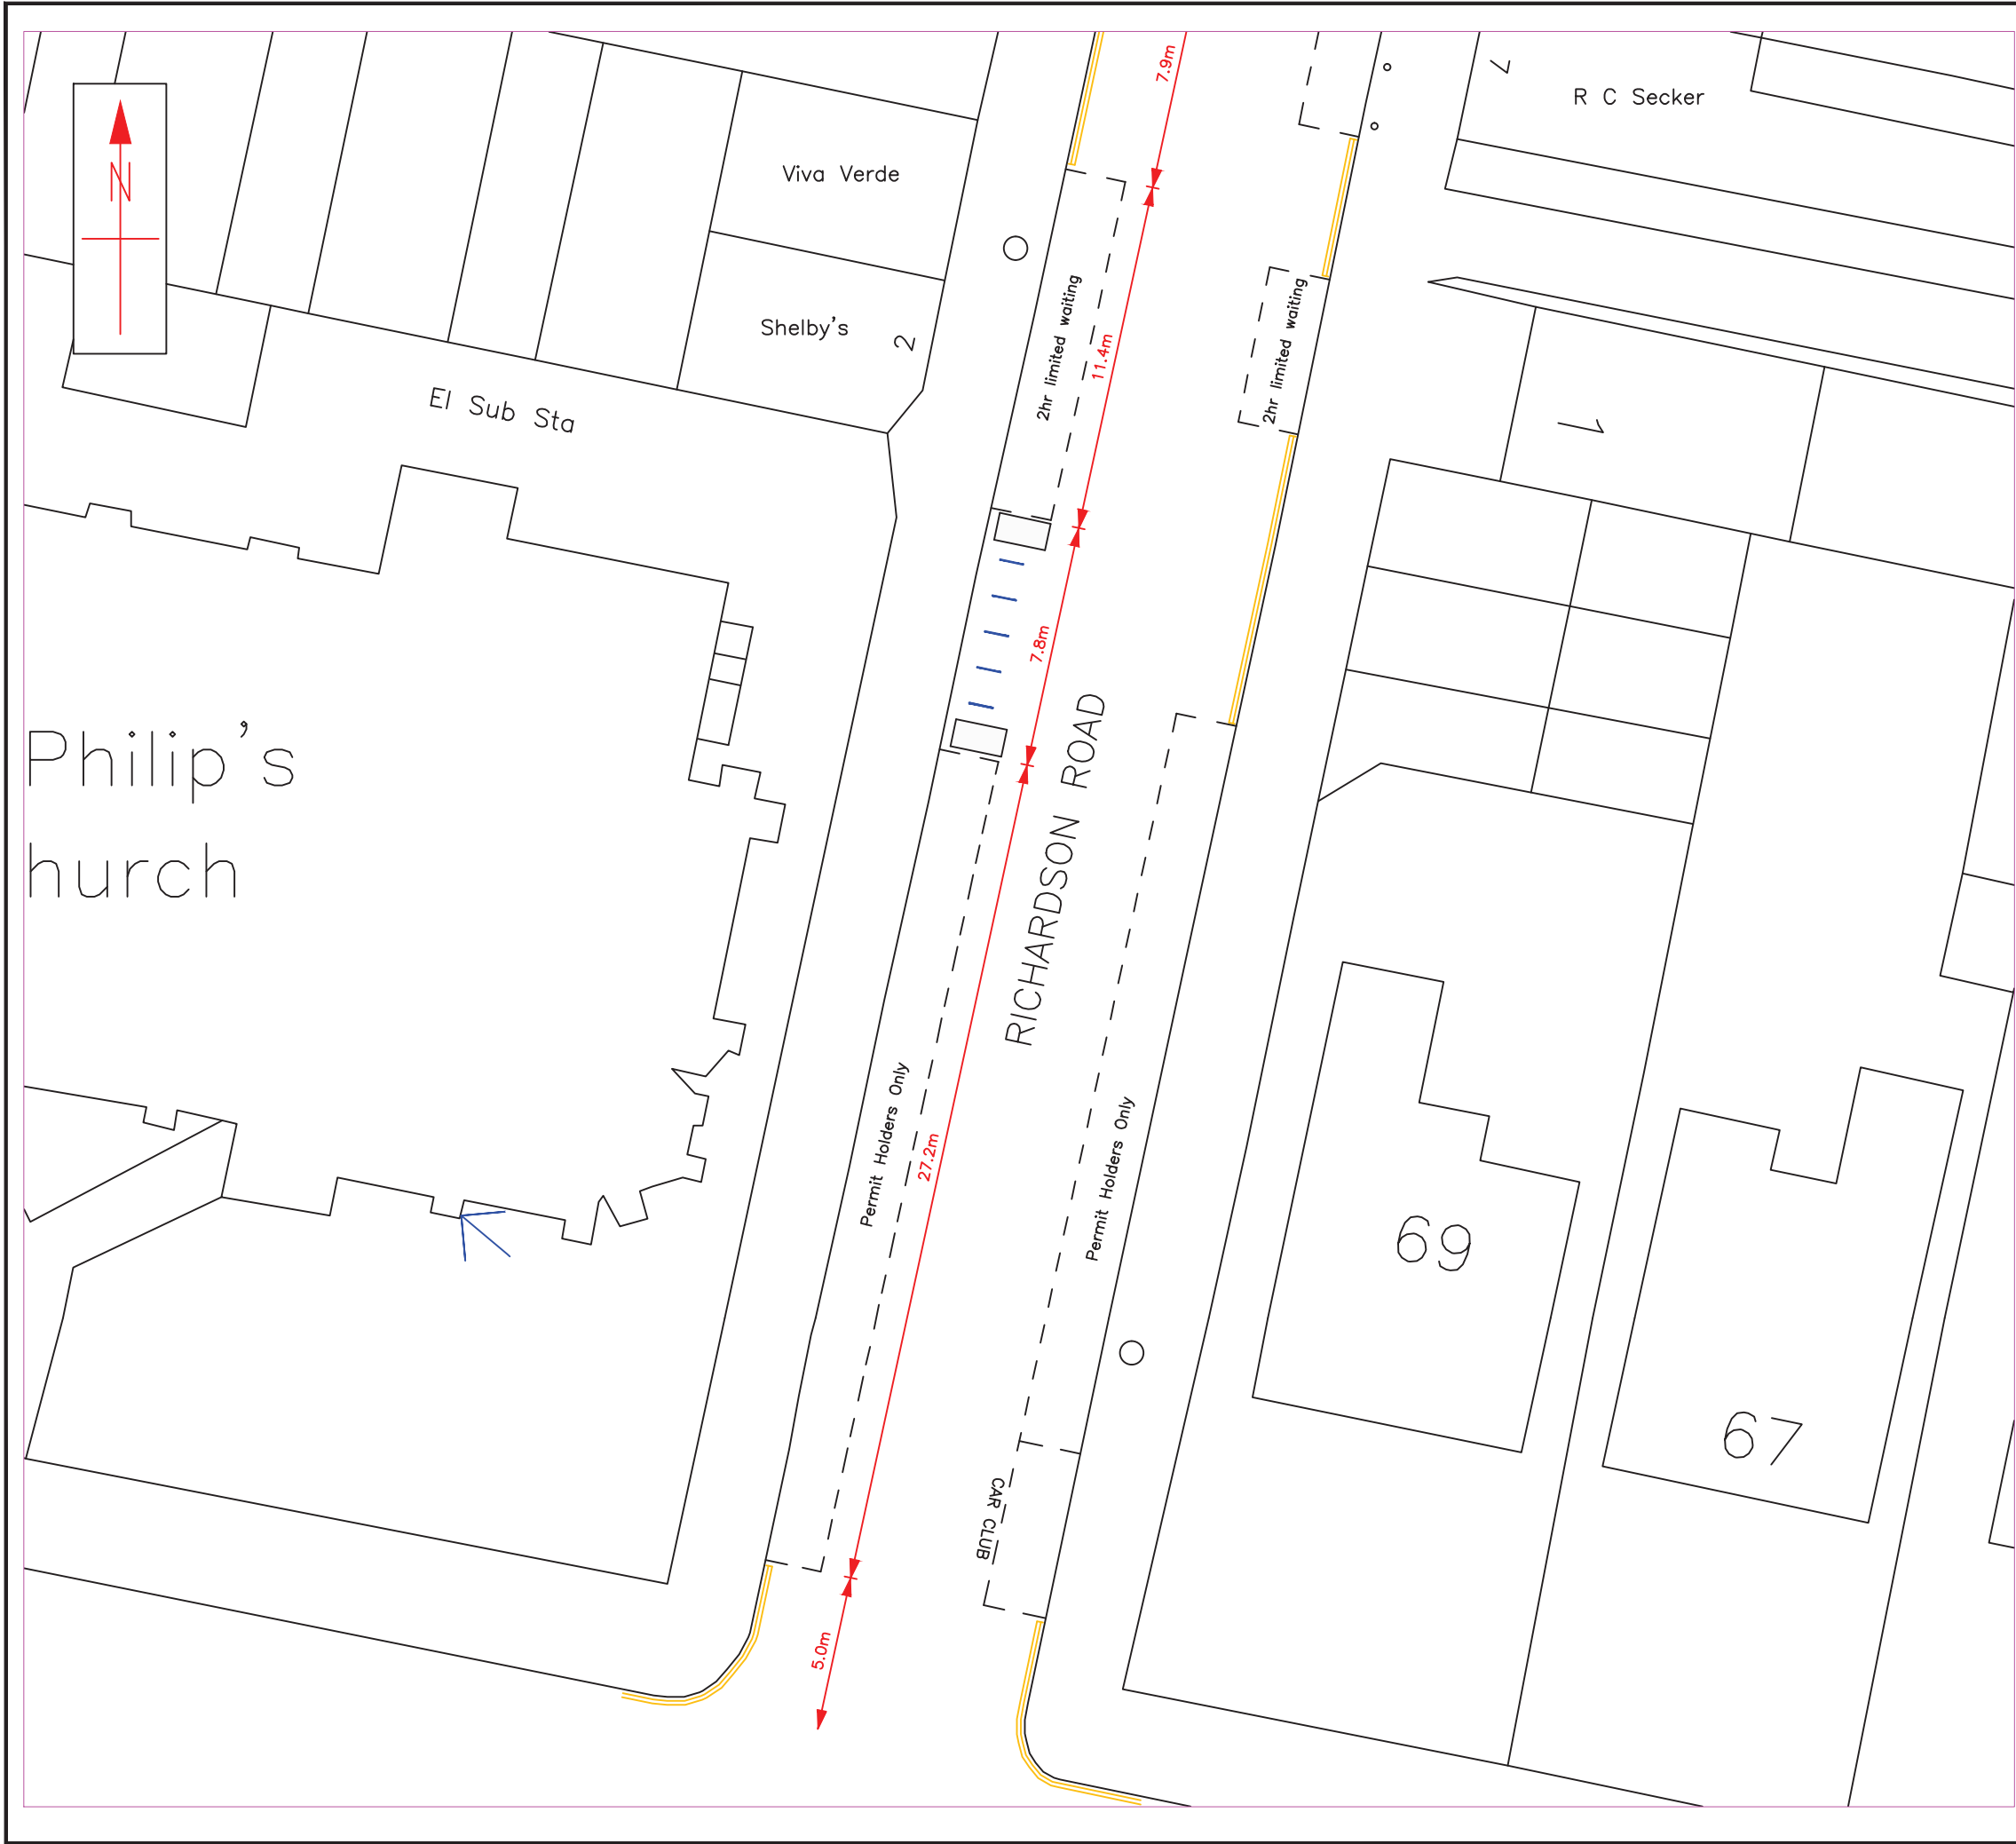 7.9m
7
R C Secker
N
Viva Verde
2hr limited waiting
2hr limited waiting
Shelby's
2
11.4m
El Sub Sta
1
7.8m
Philip's
hurch
RICHARDSON ROAD
Permit Holders Only
27.2m
Permit Holders Only
69
67
CAR CLUB
5.0m